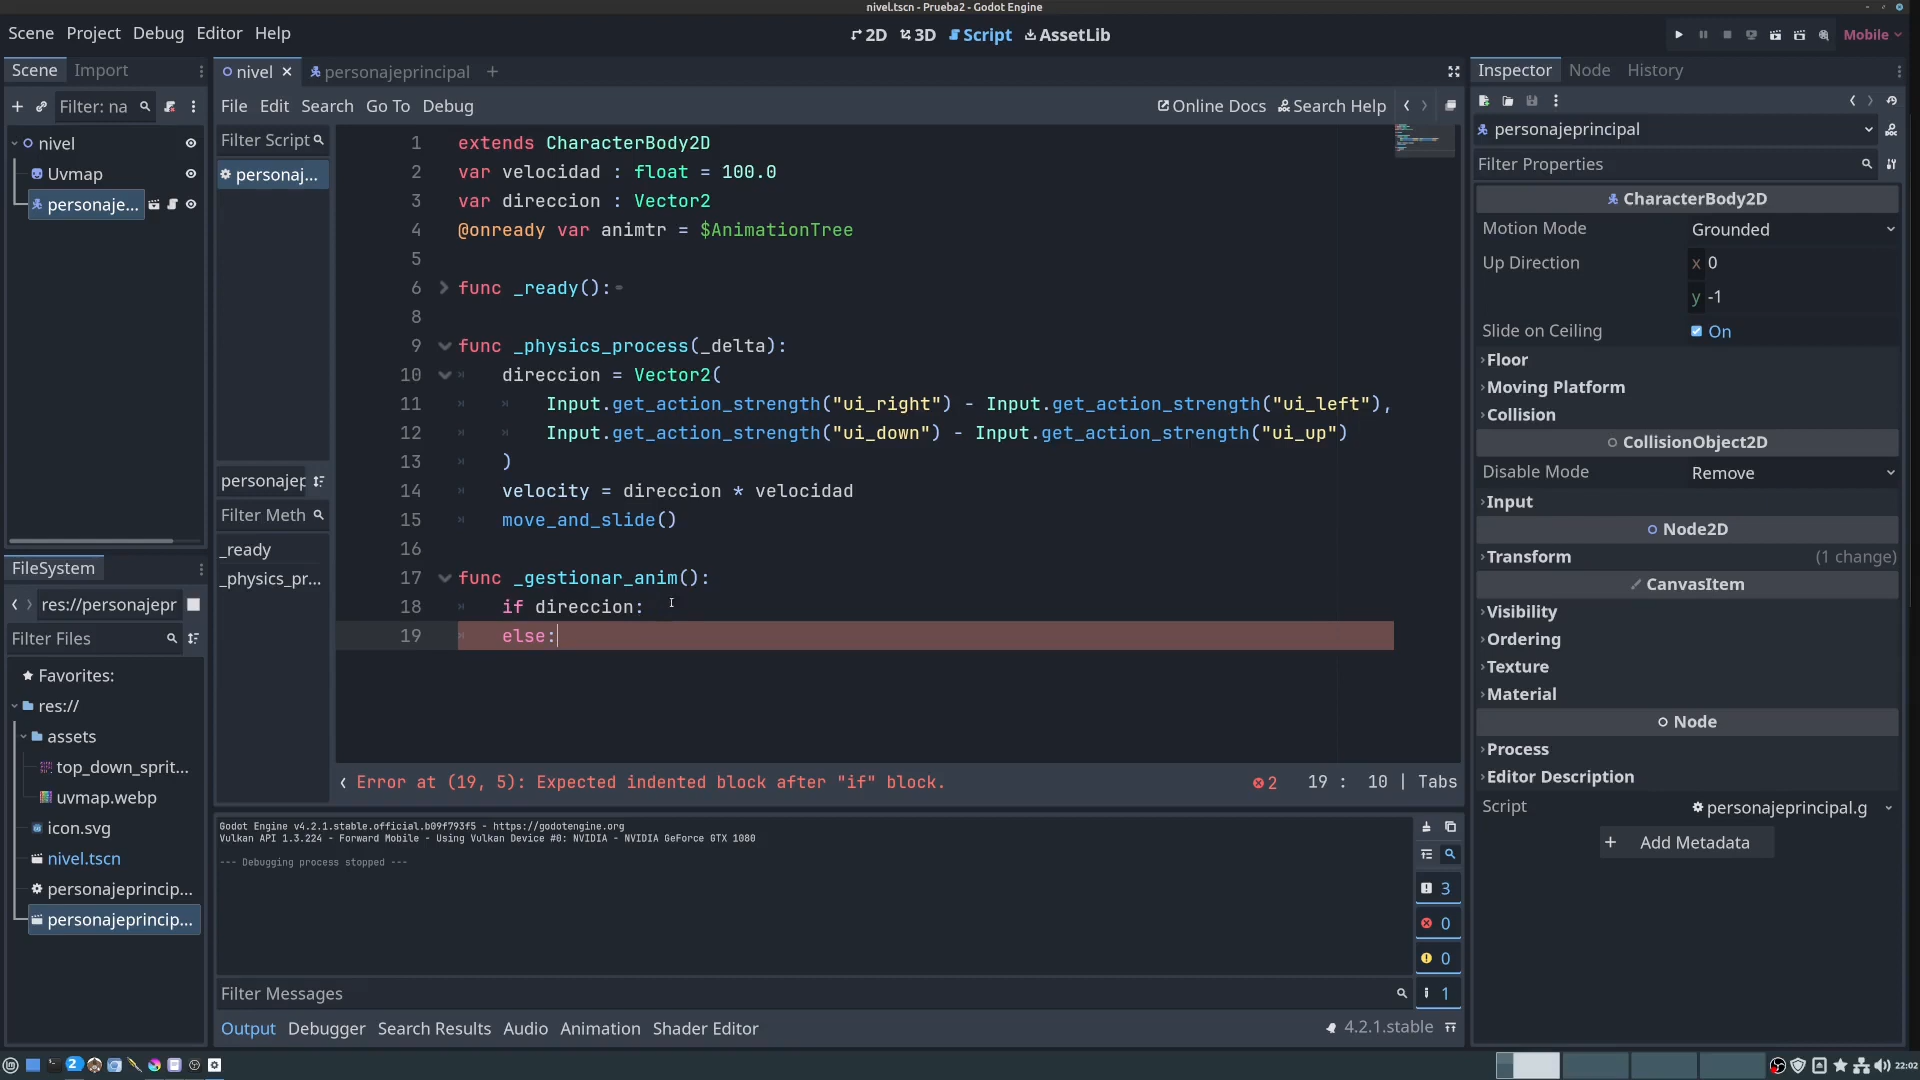 nivel.tscn - Prueba2 - Godot Engine
Scene Project Debug Editor Help
2D 3D Script AssetLib
Mobile
Scene Import
nivel personajeprincipal
Inspector Node History
Filter: na
File Edit Search Go To Debug
Online Docs Search Help
nivel
Uvmap
personaje...
Filter Script
personaj...
1 extends CharacterBody2D
2 var velocidad : float = 100.0
3 var direccion : Vector2
4 @onready var animtr = $AnimationTree
5
6 func _ready():
8
9 func _physics_process(_delta):
10 direccion = Vector2(
11 Input.get_action_strength("ui_right") - Input.get_action_strength("ui_left"),
12 Input.get_action_strength("ui_down") - Input.get_action_strength("ui_up")
13 )
14 velocity = direccion * velocidad
15 move_and_slide()
16
17 func _gestionar_anim():
18 if direccion:
19 else:
personajep
Filter Meth
_ready
_physics_pr...
Error at (19, 5): Expected indented block after "if" block.
2 19 : 10 | Tabs
FileSystem
res://personajepr
Filter Files
Favorites:
res://
assets
top_down_sprit...
uvmap.webp
icon.svg
nivel.tscn
personajeprincip...
personajeprincip...
Godot Engine v4.2.1.stable.official.b09f793f5 - https://godotengine.org
Vulkan API 1.3.224 - Forward Mobile - Using Vulkan Device #0: NVIDIA - NVIDIA GeForce GTX 1080
--- Debugging process stopped ---
3
0
0
1
Filter Messages
Output Debugger Search Results Audio Animation Shader Editor
4.2.1.stable
personajeprincipal
Filter Properties
CharacterBody2D
Motion Mode Grounded
Up Direction x 0
y -1
Slide on Ceiling On
Floor
Moving Platform
Collision
CollisionObject2D
Disable Mode Remove
Input
Node2D
Transform (1 change)
CanvasItem
Visibility
Ordering
Texture
Material
Node
Process
Editor Description
Script personajeprincipal.g
Add Metadata
2
22:02